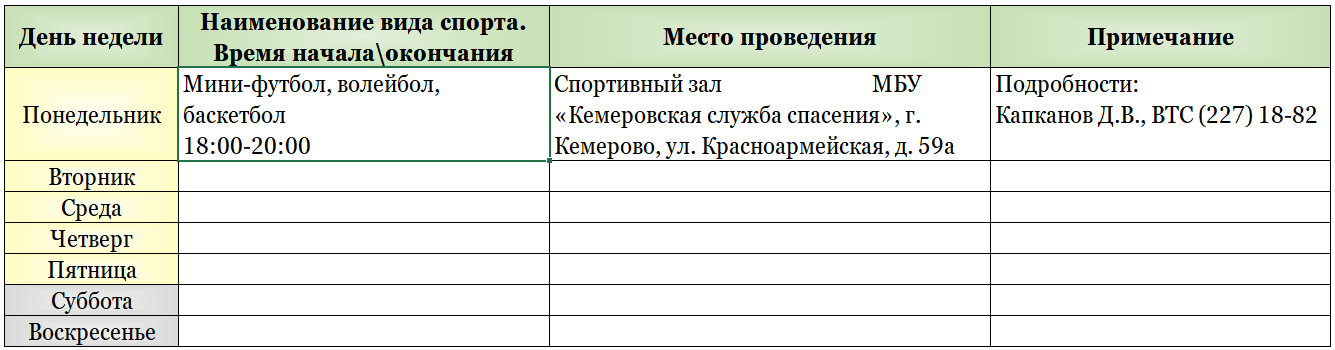 День недели
Наименование вида спорта.
Время начала\окончания
Место проведения
Примечание
Понедельник
Мини-футбол, волейбол,
баскетбол
18:00-20:00
Спортивный зал МБУ
«Кемеровская служба спасения», г.
Кемерово, ул. Красноармейская, д. 59а
Подробности:
Капканов Д.В., ВТС (227) 18-82
Вторник
Среда
Четверг
Пятница
Суббота
Воскресенье